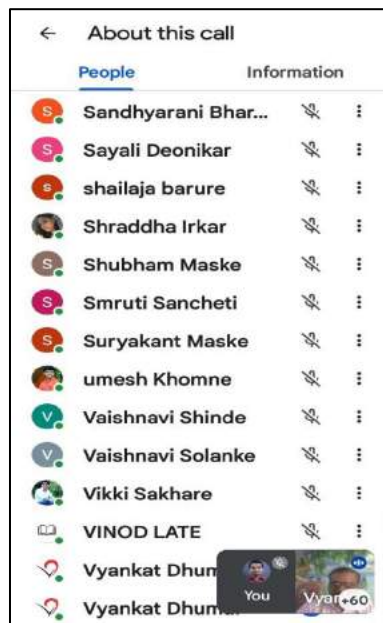 About this call
People Information
S Sandhyarani Bhar...
S Sayali Deonikar
s shailaja barure
Shraddha Irkar
S Shubham Maske
S Smruti Sancheti
S Suryakant Maske
umesh Khomne
V Vaishnavi Shinde
V Vaishnavi Solanke
Vikki Sakhare
VINOD LATE
Vyankat Dhum
Vyankat Dhum
You Vyan +60